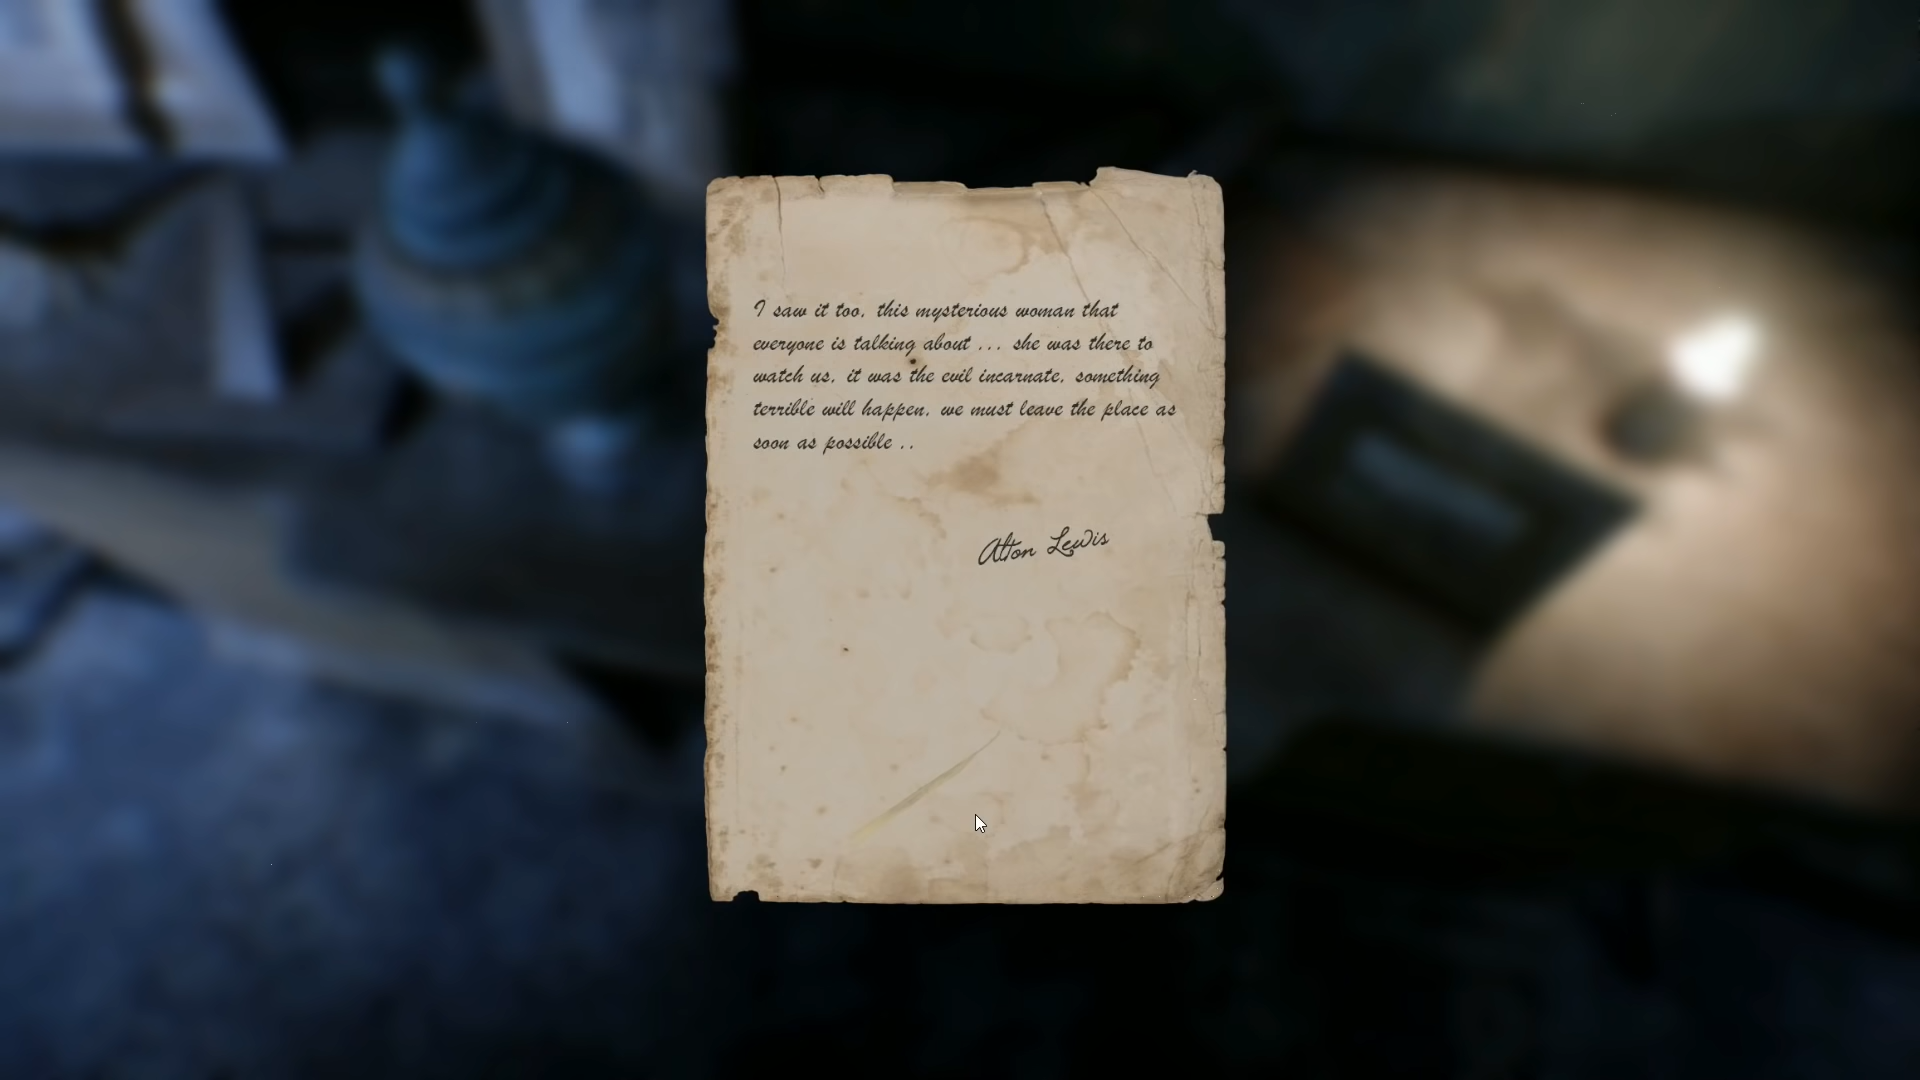 I saw it too, this mysterious woman that
everyone is talking about ... she was there to
watch us, it was the evil incarnate, something
terrible will happen, we must leave the place as
soon as possible ..
Alton Lewis